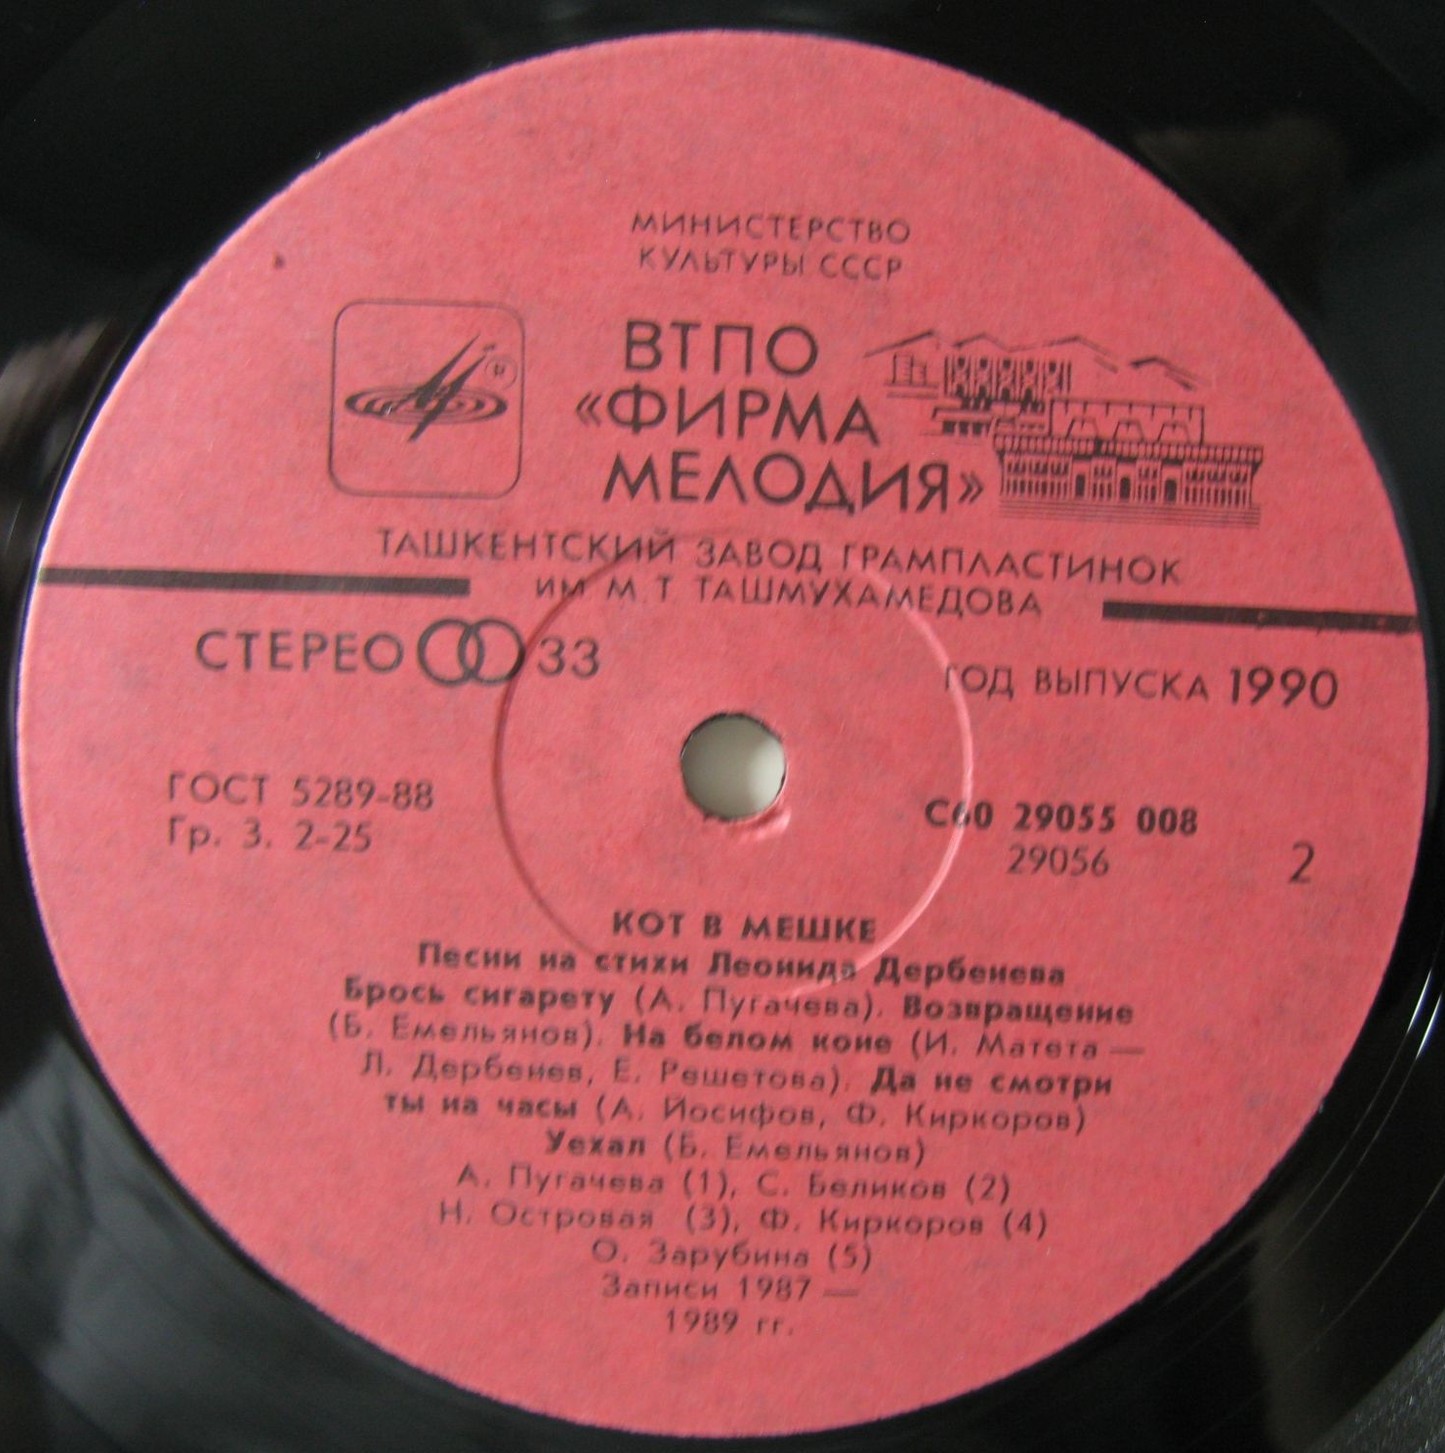 МИНИСТЕРСТВО
КУЛЬТУРЫ СССР
ВТПО
«ФИРМА
МЕЛОДИЯ»
®
ТАШКЕНТСКИЙ ЗАВОД ГРАМПЛАСТИНОК
ИМ М.Т ТАШМУХАМЕДОВА
СТЕРЕО 33
ГОД ВЫПУСКА 1990
ГОСТ 5289-88
Гр. 3. 2-25
С60 29055 008
29056
2
КОТ В МЕШКЕ
Песни на стихи Леонида Дербенева
Брось сигарету (А. Пугачева). Возвращение
(Б. Емельянов). На белом коне (И. Матета —
Л. Дербенев, Е. Решетова). Да не смотри
ты на часы (А. Йосифов, Ф. Киркоров)
Уехал (Б. Емельянов)
А. Пугачева (1), С. Беликов (2)
Н. Островая (3), Ф. Киркоров (4)
О. Зарубина (5)
Записи 1987 —
1989 гг.